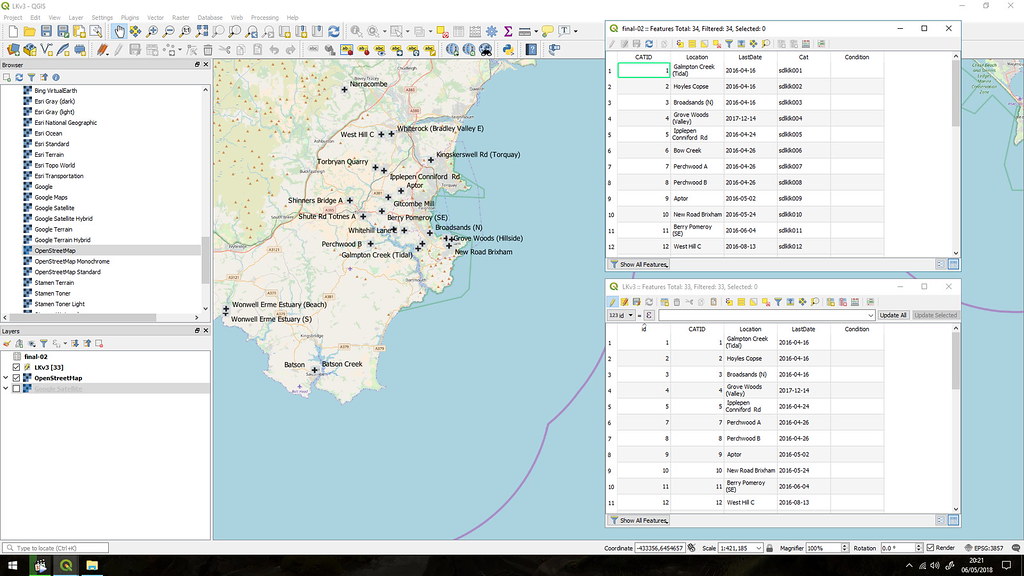 LKv3 - QGIS
Project Edit View Layer Settings Plugins Vector Raster Database Web Processing Help
Browser
Bing VirtualEarth
Esri Gray (dark)
Esri Gray (light)
Esri National Geographic
Esri Ocean
Esri Standard
Esri Terrain
Esri Topo World
Esri Transportation
Google
Google Maps
Google Satellite
Google Satellite Hybrid
Google Terrain
Google Terrain Hybrid
OpenStreetMap
OpenStreetMap Monochrome
OpenStreetMap Standard
Stamen Terrain
Stamen Toner
Stamen Toner Light
Layers
final-02
LKv3 [33]
OpenStreetMap
Google Satellite
Narracombe
West Hill C
Whiterock (Bradley Valley E)
Kingskerswell Rd (Torquay)
Torbryan Quarry
Ipplepen Conniford Rd
Aptor
Shinners Bridge A
Gitcombe Mill
Shute Rd Totnes A
Berry Pomeroy (SE)
Whitehill Lane
Broadsands (N)
Perchwood B
Grove Woods (Hillside)
Galmpton Creek (Tidal)
New Road Brixham
Wonwell Erme Estuary (Beach)
Wonwell Erme Estuary (S)
Batson
Batson Creek
final-02 :: Features Total: 34, Filtered: 34, Selected: 0
CATID Location LastDate Cat Condition
1 1 Galmpton Creek (Tidal) 2016-04-16 sdlkk001
2 2 Hoyles Copse 2016-04-16 sdlkk002
3 3 Broadsands (N) 2016-04-16 sdlkk003
4 4 Grove Woods (Valley) 2017-12-14 sdlkk004
5 5 Ipplepen Conniford Rd 2016-04-24 sdlkk005
6 6 Bow Creek 2016-04-26 sdlkk006
7 7 Perchwood A 2016-04-26 sdlkk007
8 8 Perchwood B 2016-04-26 sdlkk008
9 9 Aptor 2016-05-02 sdlkk009
10 10 New Road Brixham 2016-05-24 sdlkk010
11 11 Berry Pomeroy (SE) 2016-06-04 sdlkk011
12 12 West Hill C 2016-08-13 sdlkk012
Show All Features
LKv3 :: Features Total: 33, Filtered: 33, Selected: 0
123 id = ε Update All Update Selected
id CATID Location LastDate Condition
1 1 1 Galmpton Creek (Tidal) 2016-04-16
2 2 2 Hoyles Copse 2016-04-16
3 3 3 Broadsands (N) 2016-04-16
4 4 4 Grove Woods (Valley) 2017-12-14
5 5 5 Ipplepen Conniford Rd 2016-04-24
6 7 7 Perchwood A 2016-04-26
7 8 8 Perchwood B 2016-04-26
8 9 9 Aptor 2016-05-02
9 10 10 New Road Brixham 2016-05-24
10 11 11 Berry Pomeroy (SE) 2016-06-04
11 12 12 West Hill C 2016-08-13
Show All Features
Type to locate (Ctrl+K)
Coordinate -433356,6454657 Scale 1:421,185 Magnifier 100% Rotation 0.0 ° Render EPSG:3857
20:21
06/05/2018